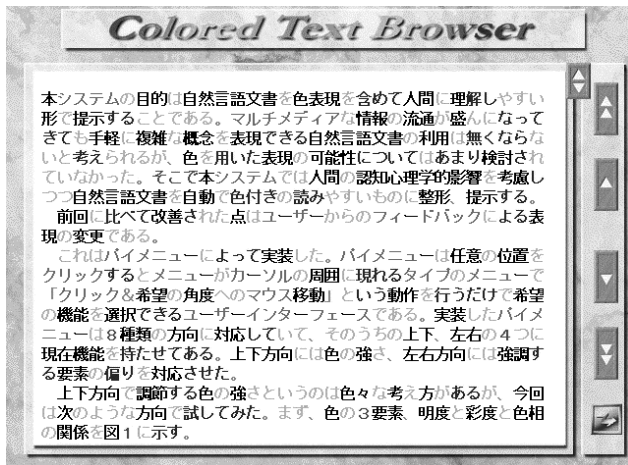 Colored Text Browser
本システムの目的は自然言語文書を色表現を含めて人間に理解しやすい
形で提示することである。マルチメディアな情報の流通が盛んになって
きても手軽に複雑な概念を表現できる自然言語文書の利用は無くならな
いと考えられるが、色を用いた表現の可能性についてはあまり検討され
ていなかった。そこで本システムでは人間の認知心理学的影響を考慮し
つつ自然言語文書を自動で色付きの読みやすいものに整形、提示する。
前回に比べて改善された点はユーザーからのフィードバックによる表
現の変更である。
これはパイメニューによって実装した。パイメニューは任意の位置を
クリックするとメニューがカーソルの周囲に現れるタイプのメニューで
「クリック&希望の角度へのマウス移動」という動作を行うだけで希望
の機能を選択できるユーザーインターフェースである。実装したパイメ
ニューは8種類の方向に対応していて、そのうちの上下、左右の4つに
現在機能を持たせてある。上下方向には色の強さ、左右方向には強調す
る要素の偏りを対応させた。
上下方向で調節する色の強さというのは色々な考え方があるが、今回
は次のような方向で試してみた。まず、色の3要素、明度と彩度と色相
の関係を図1に示す。